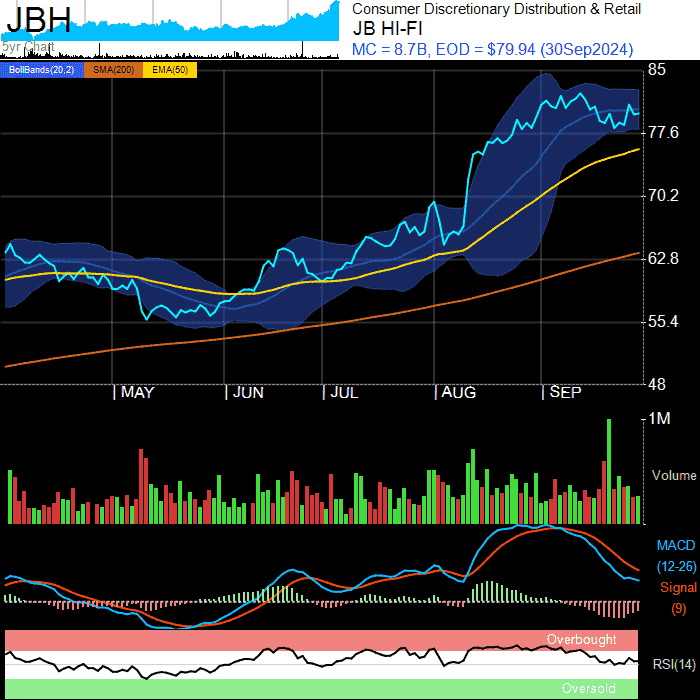 JBH
5yr Chart
Consumer Discretionary Distribution & Retail
JB HI-FI
MC = 8.7B, EOD = $79.94 (30Sep2024)
BollBands(20,2) SMA(200) EMA(50)
85
77.6
70.2
62.8
55.4
48
MAY JUN JUL AUG SEP
1M
Volume
MACD
(12-26)
Signal
(9)
Overbought
RSI(14)
Oversold